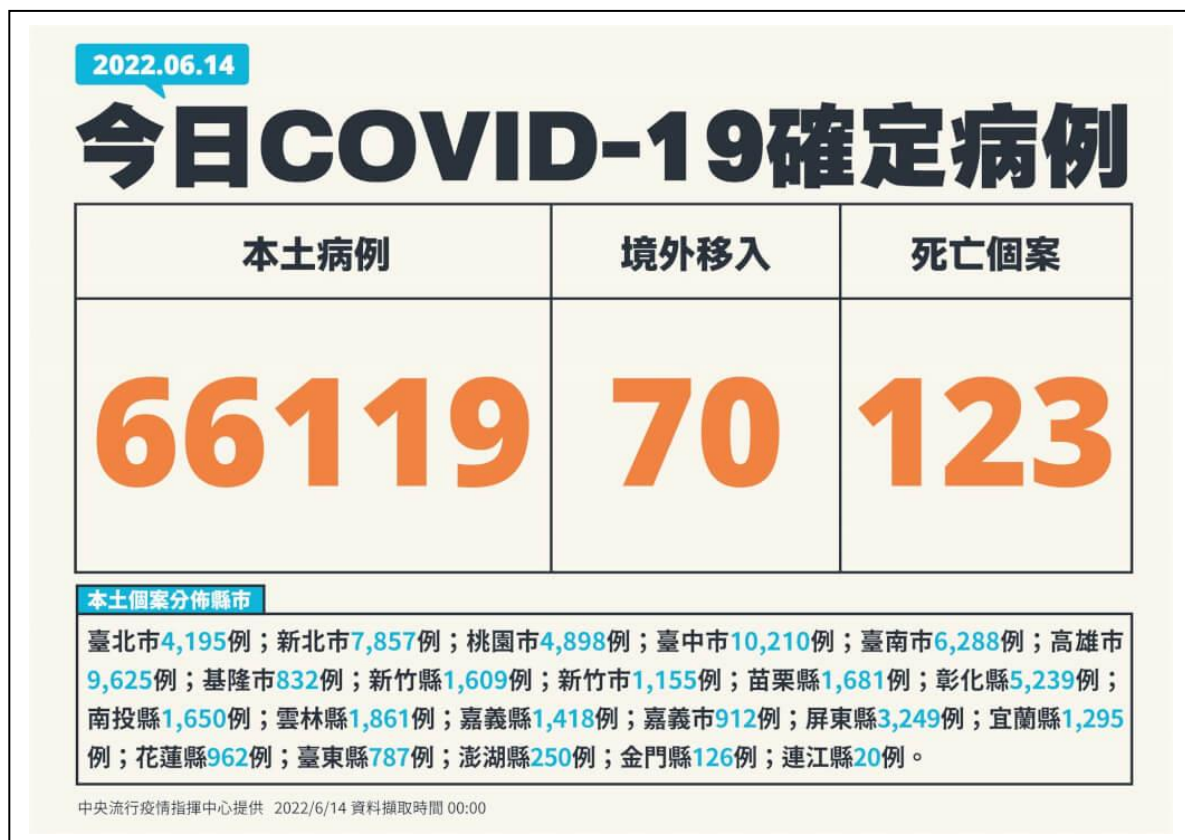 2022.06.14
今日COVID-19確定病例
本土病例
境外移入
死亡個案
66119
70
123
本土個案分佈縣市
臺北市4,195例；新北市7,857例；桃園市4,898例；臺中市10,210例；臺南市6,288例；高雄市
9,625例；基隆市832例；新竹縣1,609例；新竹市1,155例；苗栗縣1,681例；彰化縣5,239例；
南投縣1,650例；雲林縣1,861例；嘉義縣1,418例；嘉義市912例；屏東縣3,249例；宜蘭縣1,295
例；花蓮縣962例；臺東縣787例；澎湖縣250例；金門縣126例；連江縣20例。
中央流行疫情指揮中心提供 2022/6/14 資料擷取時間 00:00